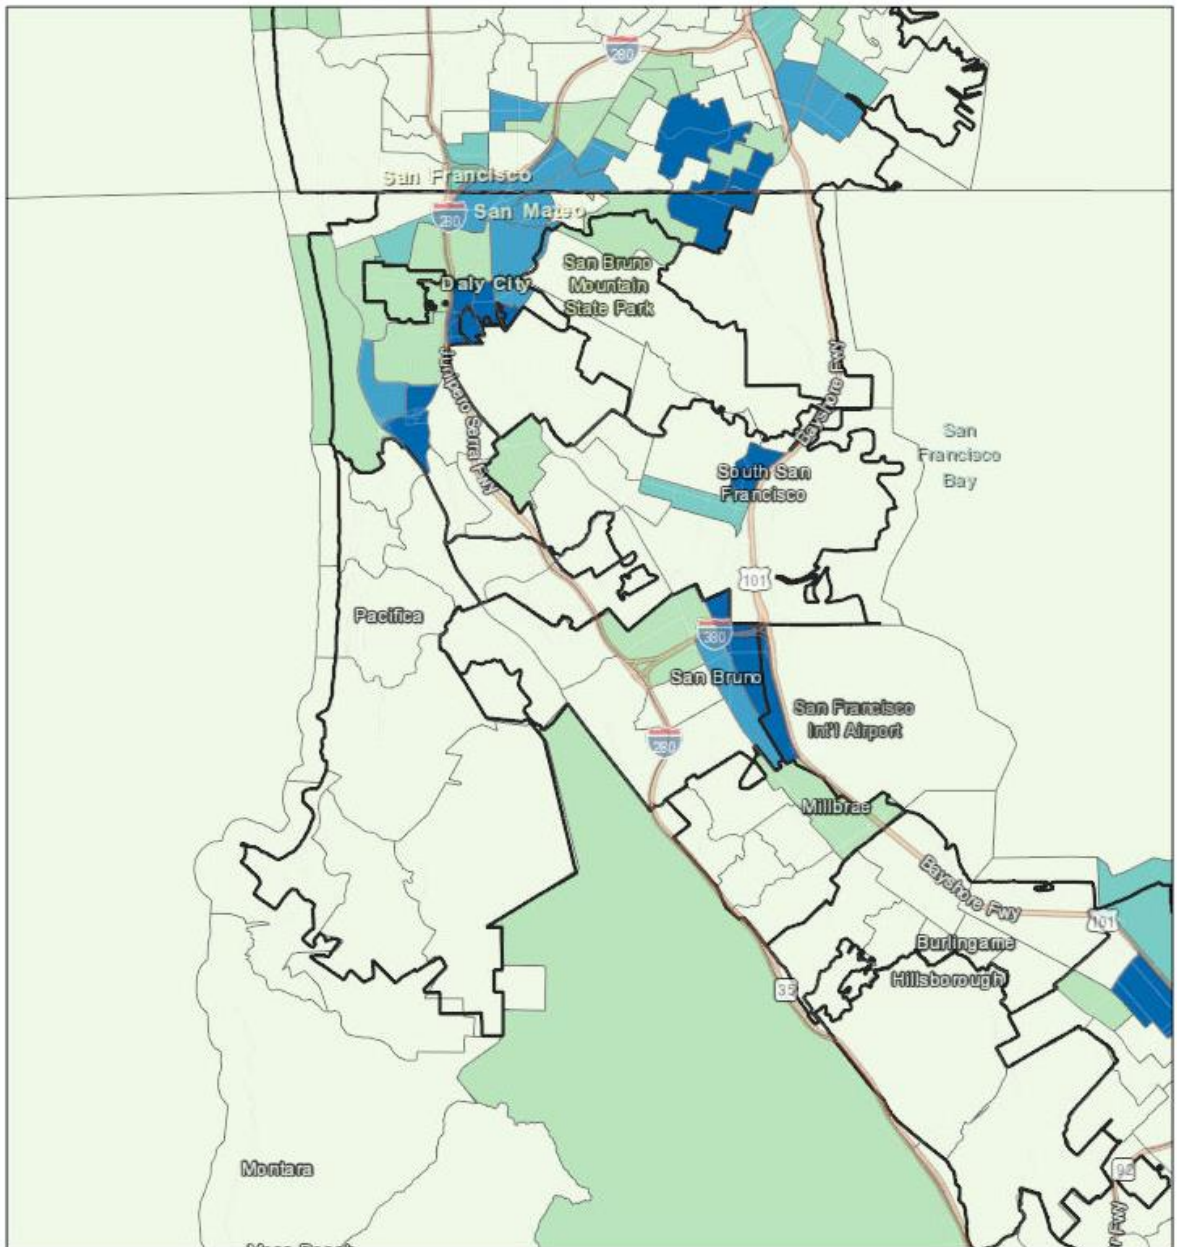 280
San Francisco
280
San Mateo
San Bruno
Mountain
State Park
Daly City
Junipero Serra Fwy
Bayshore Fwy
San
Francisco
Bay
South San
Francisco
101
Pacifica
380
San Bruno
San Francisco
Int'l Airport
280
Millbrae
Bayshore Fwy
101
Burlingame
Hillsborough
35
Montara
92
r Fwy